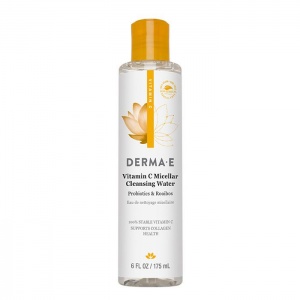 VITAMIN C
DERMA·E
Vitamin C Micellar
Cleansing Water
Probiotics & Rooibos
Eau de nettoyage micellaire
100% STABLE VITAMIN C
SUPPORTS COLLAGEN
HEALTH
6 FL OZ / 175 mL